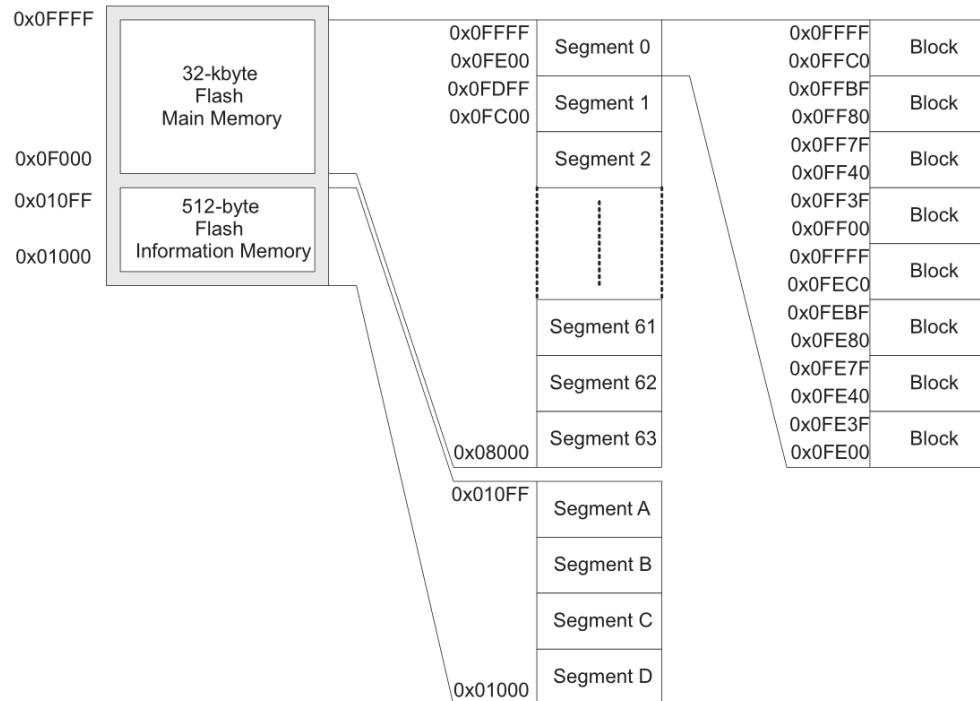 0x0FFFF
32-kbyte
Flash
Main Memory
0x0F000
0x010FF
512-byte
Flash
Information Memory
0x01000
0x0FFFF
0x0FE00
Segment 0
0x0FDFF
0x0FC00
Segment 1
Segment 2
Segment 61
Segment 62
Segment 63
0x08000
0x010FF
Segment A
Segment B
Segment C
Segment D
0x01000
0x0FFFF
0x0FFC0
Block
0x0FFBF
0x0FF80
Block
0x0FF7F
0x0FF40
Block
0x0FF3F
0x0FF00
Block
0x0FFFF
0x0FEC0
Block
0x0FEBF
0x0FE80
Block
0x0FE7F
0x0FE40
Block
0x0FE3F
0x0FE00
Block